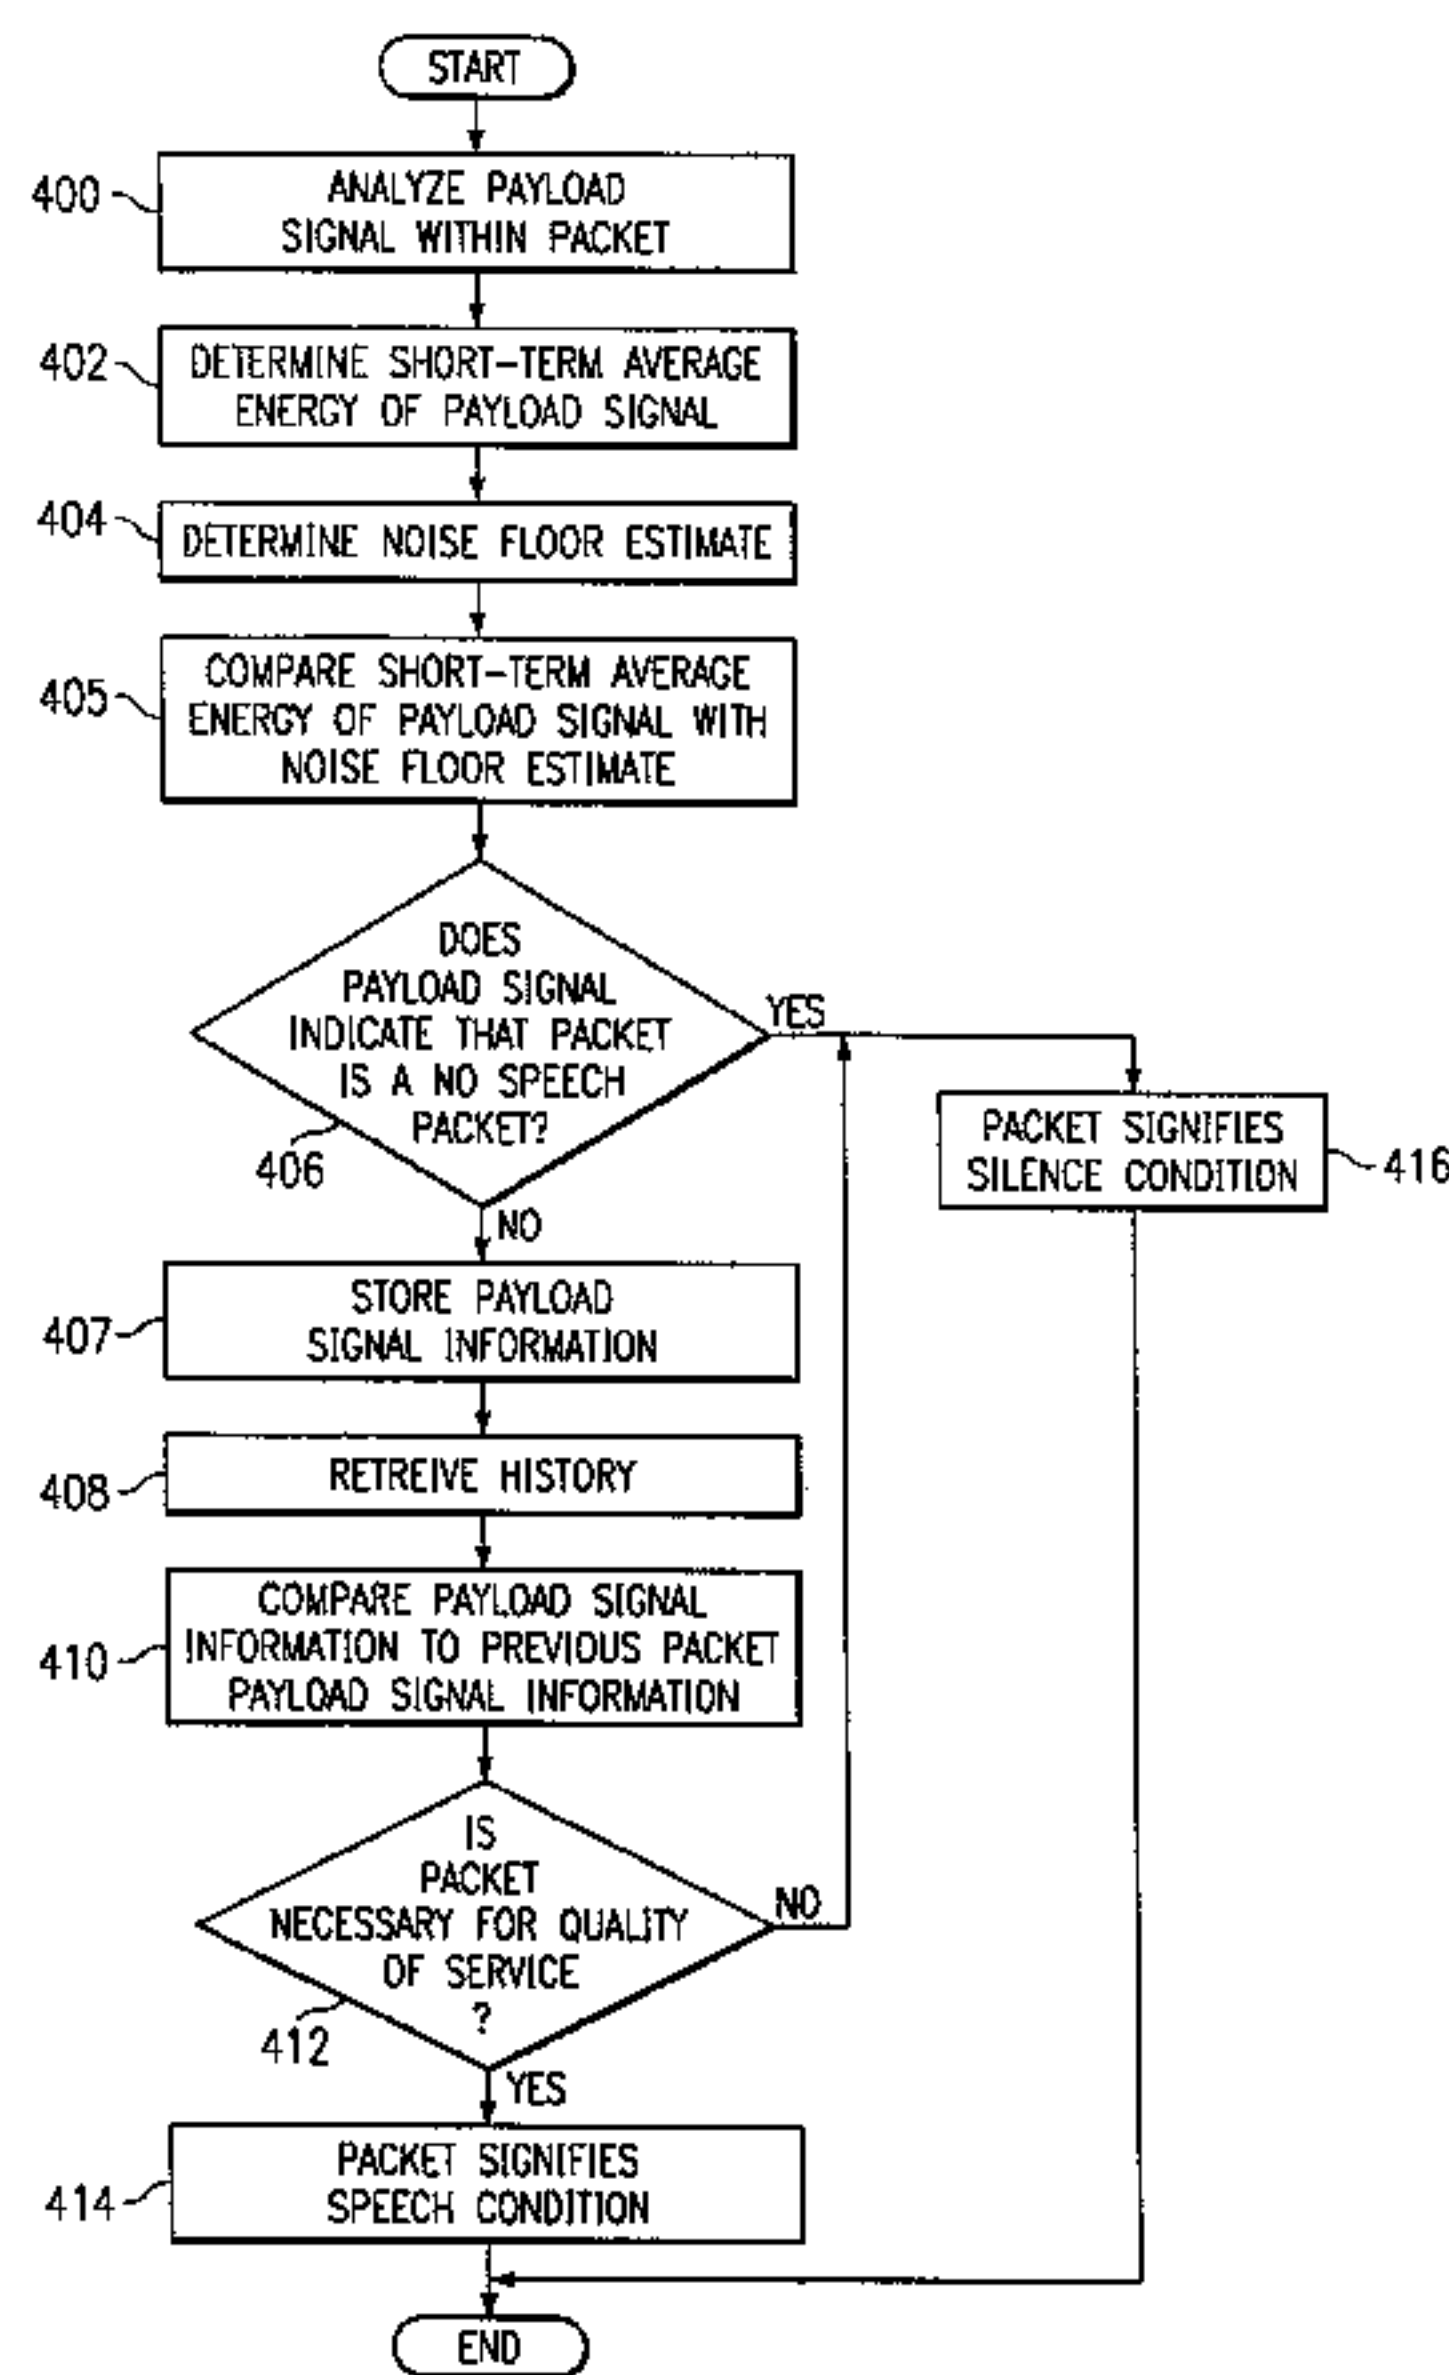 START
400
ANALYZE PAYLOAD
SIGNAL WITHIN PACKET
402
DETERMINE SHORT-TERM AVERAGE
ENERGY OF PAYLOAD SIGNAL
404
DETERMINE NOISE FLOOR ESTIMATE
405
COMPARE SHORT-TERM AVERAGE
ENERGY OF PAYLOAD SIGNAL WITH
NOISE FLOOR ESTIMATE
DOES
PAYLOAD SIGNAL
INDICATE THAT PACKET
IS A NO SPEECH
PACKET?
406
YES
PACKET SIGNIFIES
SILENCE CONDITION
416
NO
407
STORE PAYLOAD
SIGNAL INFORMATION
408
RETREIVE HISTORY
410
COMPARE PAYLOAD SIGNAL
INFORMATION TO PREVIOUS PACKET
PAYLOAD SIGNAL INFORMATION
IS
PACKET
NECESSARY FOR QUALITY
OF SERVICE
?
412
NO
YES
414
PACKET SIGNIFIES
SPEECH CONDITION
END